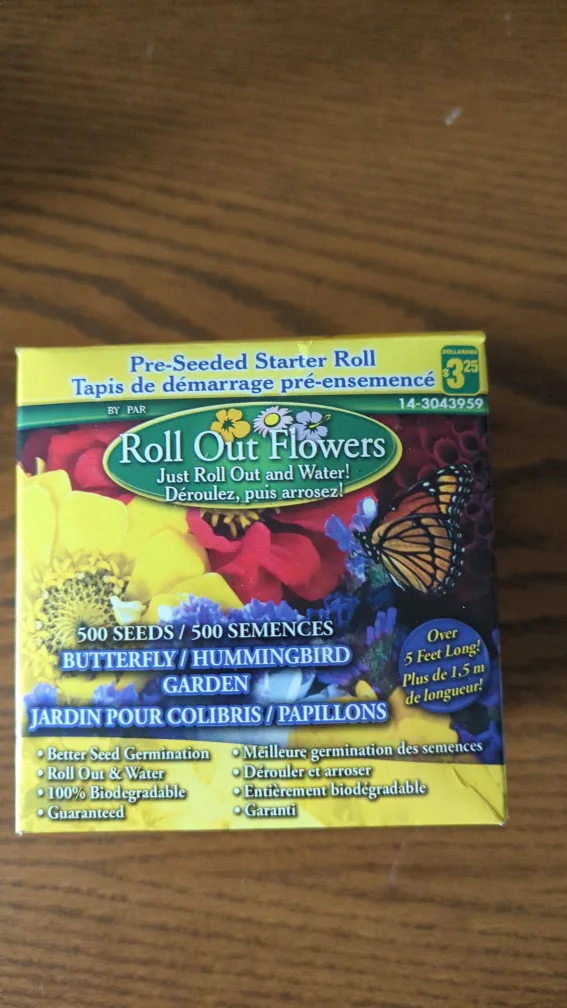 Pre-Seeded Starter Roll
Tapis de démarrage pré-ensemencé
DOLLARAMA
$3.25
14-3043959
BY PAR
Roll Out Flowers
Just Roll Out and Water!
Déroulez, puis arrosez!
500 SEEDS / 500 SEMENCES
BUTTERFLY / HUMMINGBIRD
GARDEN
JARDIN POUR COLIBRIS / PAPILLONS
Over
5 Feet Long!
Plus de 1,5 m
de longueur!
• Better Seed Germination
• Roll Out & Water
• 100% Biodegradable
• Guaranteed
• Meilleure germination des semences
• Dérouler et arroser
• Entièrement biodégradable
• Garanti